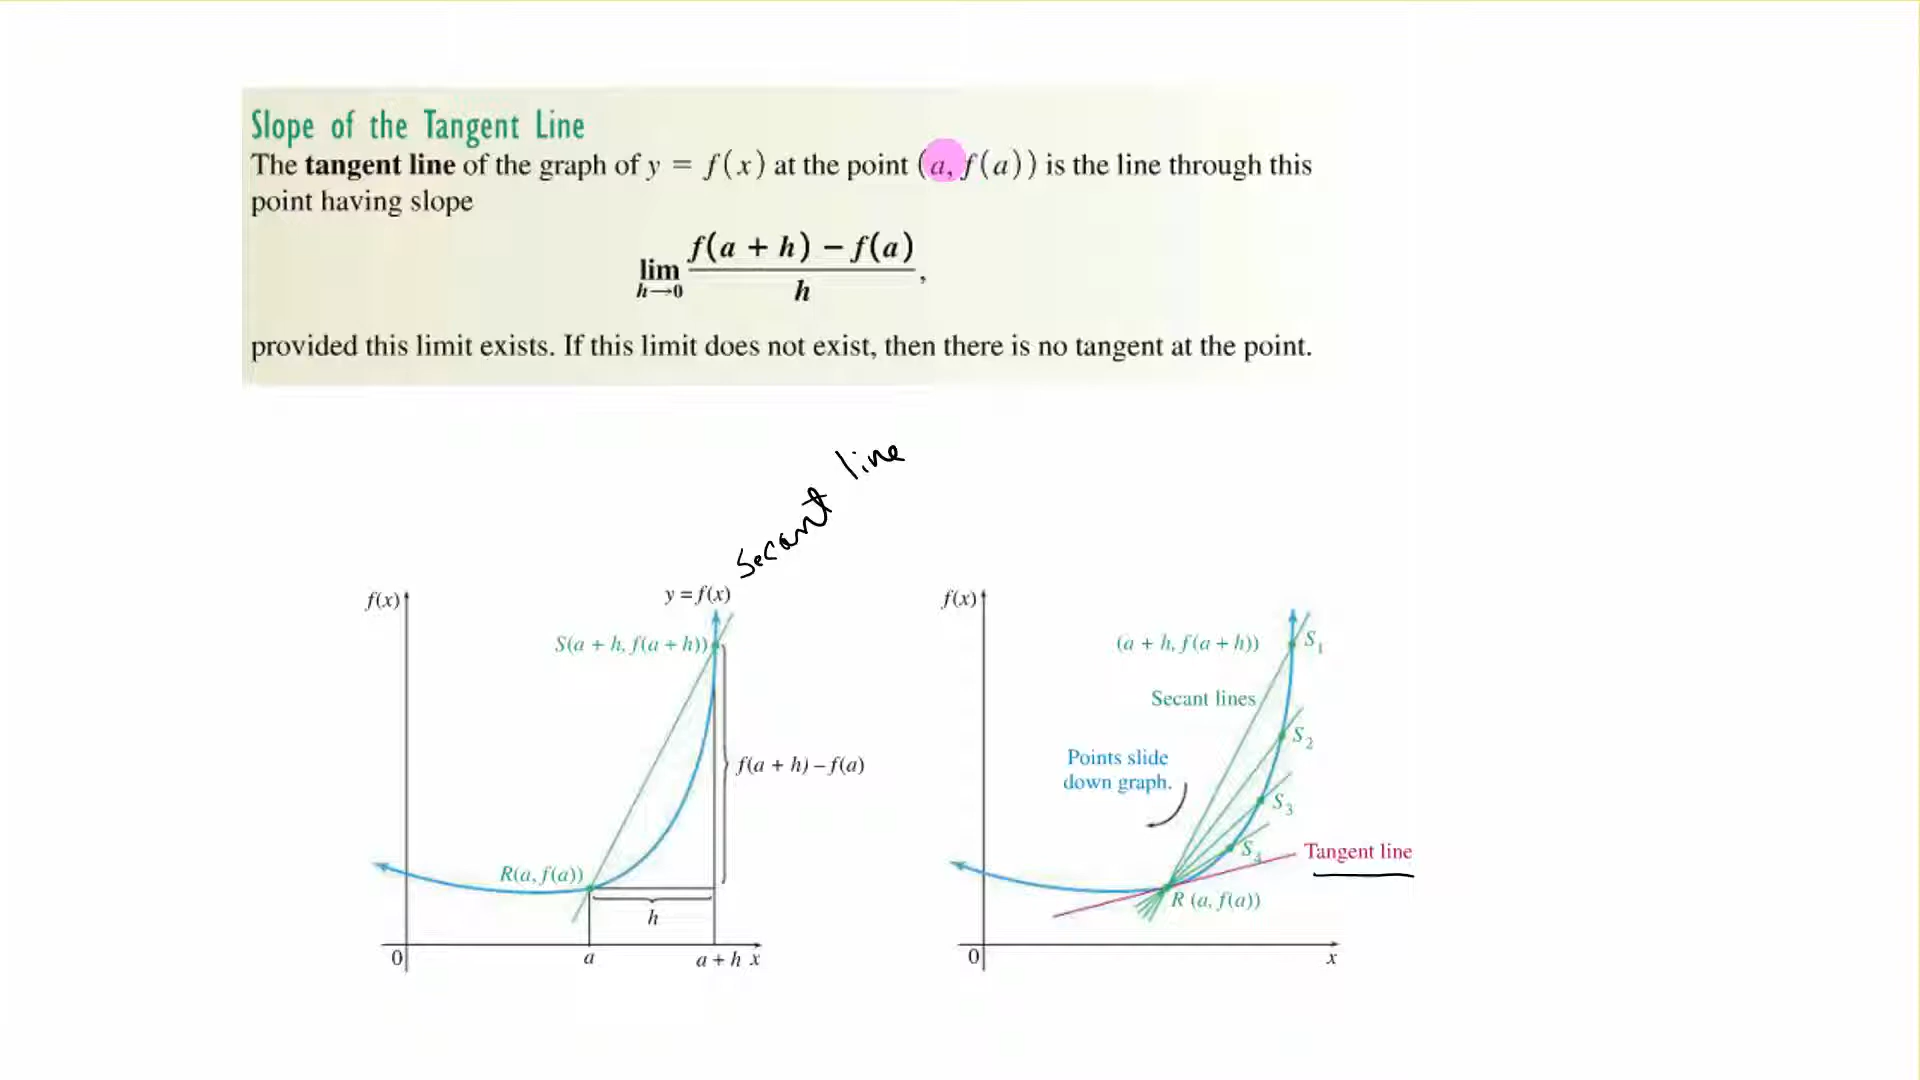 Slope of the Tangent Line
The tangent line of the graph of y = f(x) at the point (a, f(a)) is the line through this
point having slope
lim h→0 f(a + h) − f(a) / h,
provided this limit exists. If this limit does not exist, then there is no tangent at the point.
secant line
f(x)
y = f(x)
S(a + h, f(a + h))
f(a + h) − f(a)
R(a, f(a))
h
0
a
a + h
x
f(x)
(a + h, f(a + h))
S1
Secant lines
S2
Points slide
down graph.
S3
S4
Tangent line
R (a, f(a))
0
x